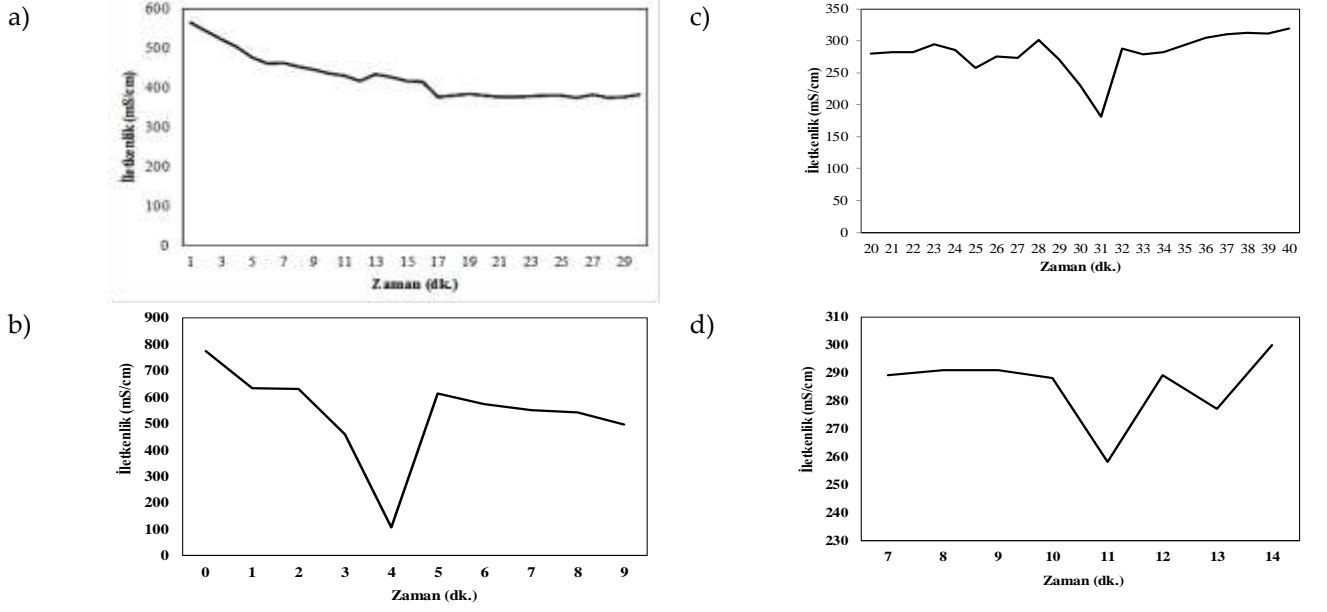 a)
600
500
400
300
200
100
0
İletkenlik (mS/cm)
1 3 5 7 9 11 13 15 17 19 21 23 25 27 29
Zaman (dk.)
b)
900
800
700
600
500
400
300
200
100
0
İletkenlik (mS/cm)
0 1 2 3 4 5 6 7 8 9
Zaman (dk.)
c)
350
300
250
200
150
100
50
0
İletkenlik (mS/cm)
20 21 22 23 24 25 26 27 28 29 30 31 32 33 34 35 36 37 38 39 40
Zaman (dk.)
d)
310
300
290
280
270
260
250
240
230
İletkenlik (mS/cm)
7 8 9 10 11 12 13 14
Zaman (dk.)